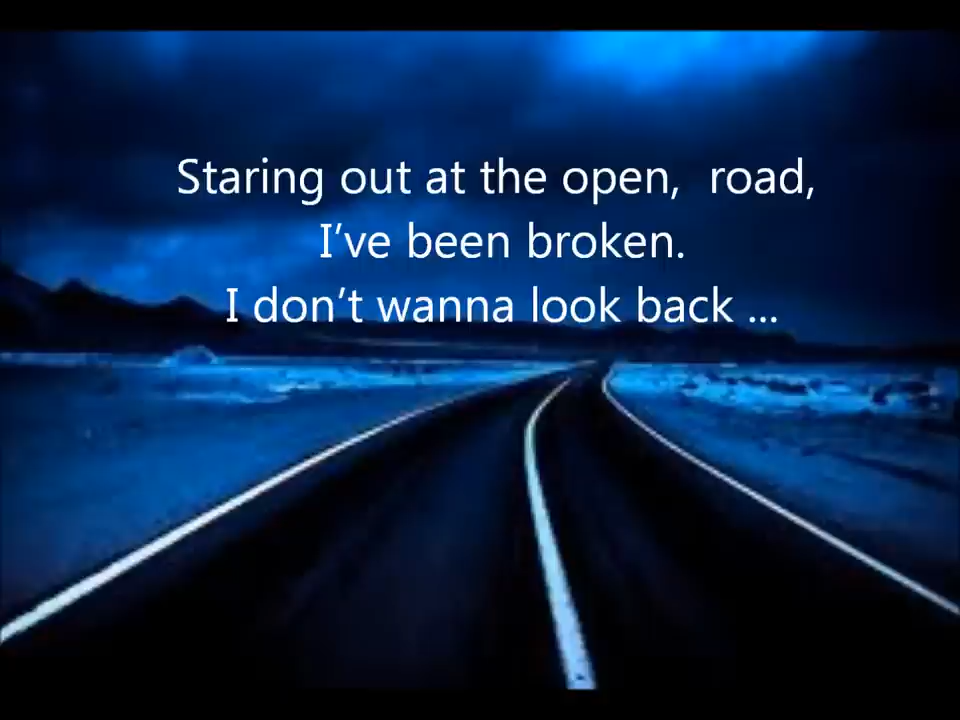 Staring out at the open,  road,
I've been broken.
I don't wanna look back ...